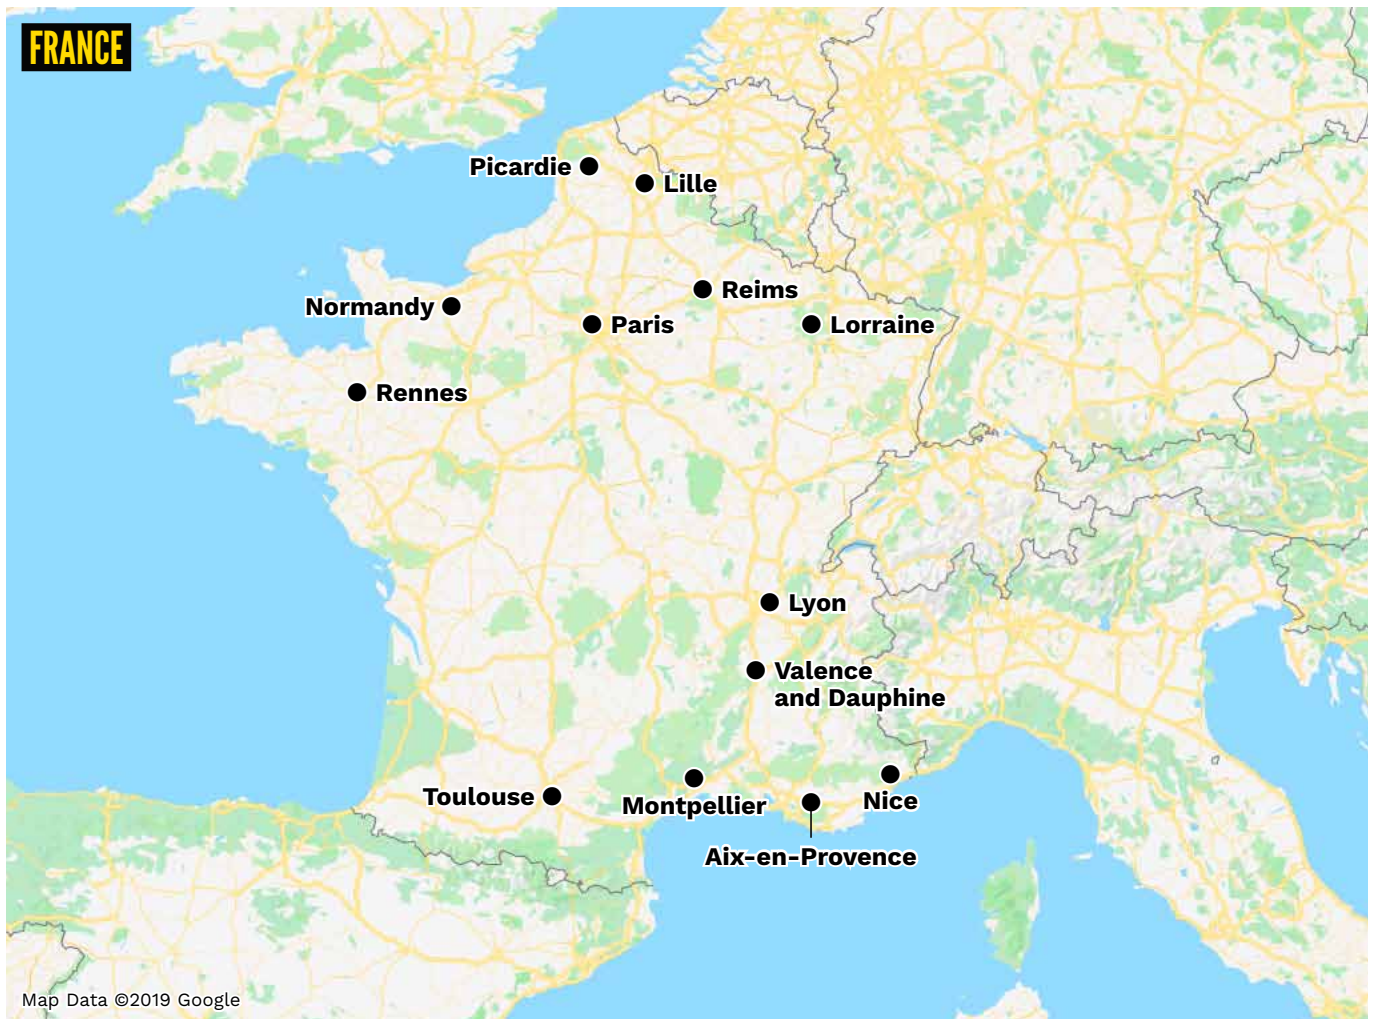 FRANCE
Picardie
Lille
Reims
Normandy
Paris
Lorraine
Rennes
Lyon
Valence
and Dauphine
Nice
Montpellier
Toulouse
Aix-en-Provence
Map Data ©2019 Google